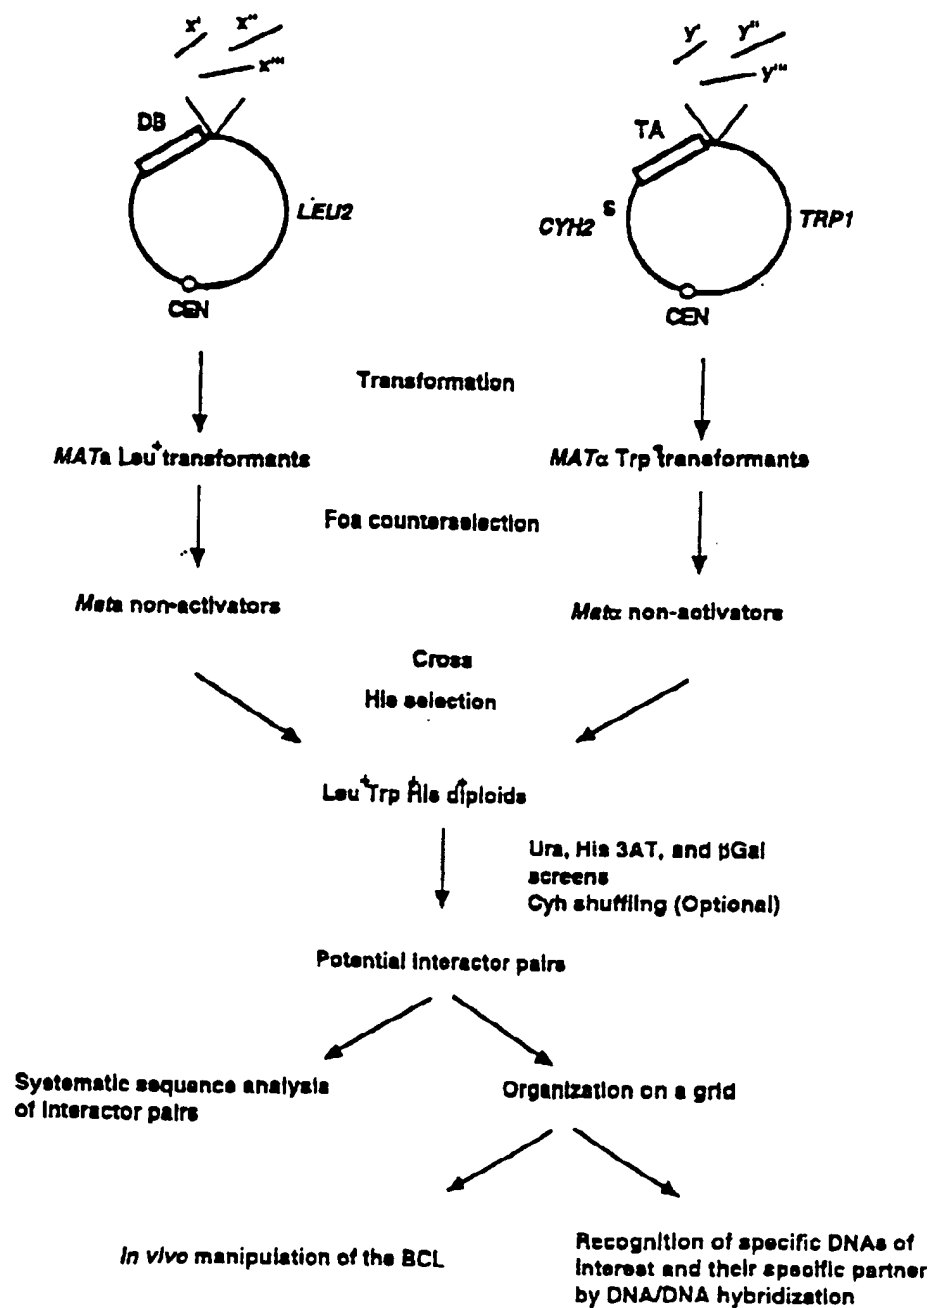 x' x'' y' y''
x''' y'''
DB TA
LEU2 CYH2 S TRP1
CEN CEN
Transformation
MATa Leu+ transformants MATα Trp+ transformants
Foa counterselection
Mata non-activators Matα non-activators
Cross
His selection
Leu+ Trp+ His+ diploids
Ura, His 3AT, and βGal
screens
Cyh shuffling (Optional)
Potential interactor pairs
Systematic sequence analysis
of interactor pairs
Organization on a grid
In vivo manipulation of the BCL
Recognition of specific DNAs of
interest and their specific partner
by DNA/DNA hybridization